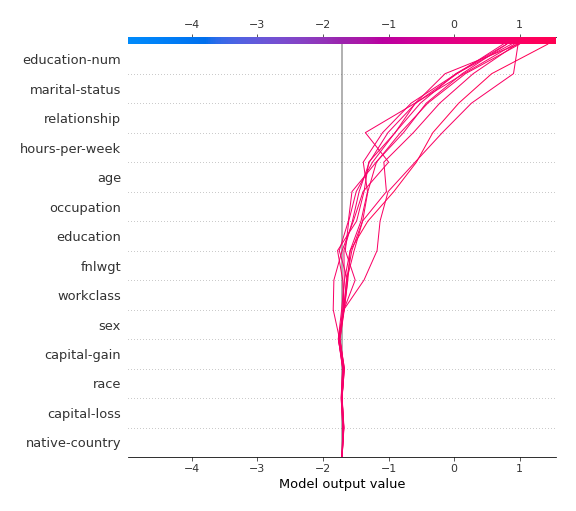 −4 −3 −2 −1 0 1
education-num
marital-status
relationship
hours-per-week
age
occupation
education
fnlwgt
workclass
sex
capital-gain
race
capital-loss
native-country
−4 −3 −2 −1 0 1
Model output value